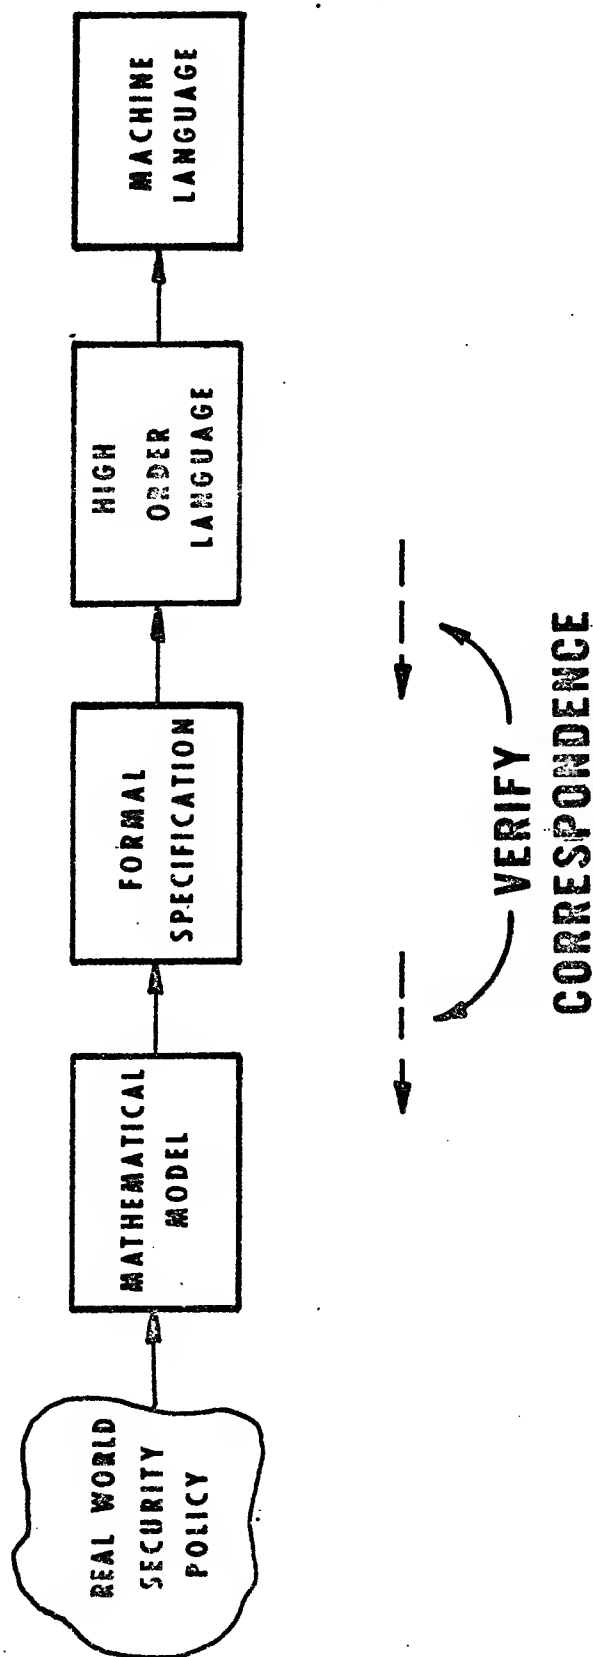 REAL WORLD
SECURITY
POLICY
MATHEMATICAL
MODEL
FORMAL
SPECIFICATION
HIGH
ORDER
LANGUAGE
MACHINE
LANGUAGE
VERIFY
CORRESPONDENCE